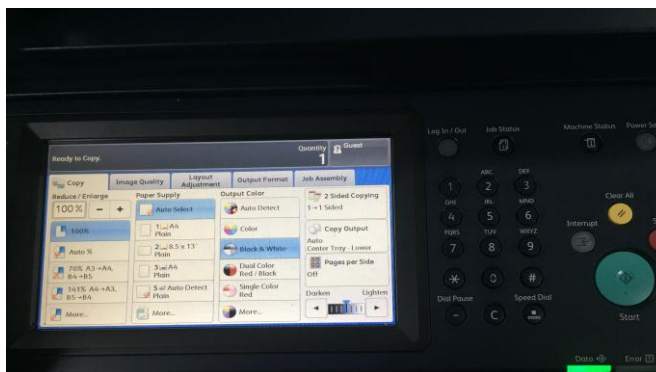 Ready to Copy.
Quantity
1
Guest
Copy
Image Quality
Layout
Adjustment
Output Format
Job Assembly
Reduce / Enlarge
100%
-
+
100%
Auto %
70% A3→A4,
B4→B5
141% A4→A3,
B5→B4
More...
Paper Supply
Auto Select
1 A4
Plain
2 8.5 x 13"
Plain
3 A4
Plain
5 Auto Detect
Plain
More...
Output Color
Auto Detect
Color
Black & White
Dual Color
Red / Black
Single Color
Red
More...
2 Sided Copying
1→1 Sided
Copy Output
Auto
Center Tray - Lower
Pages per Side
Off
Darken
Lighten
Log In / Out
Job Status
Machine Status
Power
ABC
DEF
1
2
3
GHI
JKL
MNO
4
5
6
PQRS
TUV
WXYZ
7
8
9
*
0
#
Dial Pause
Speed Dial
-
C
Interrupt
Clear All
Start
Data
Error